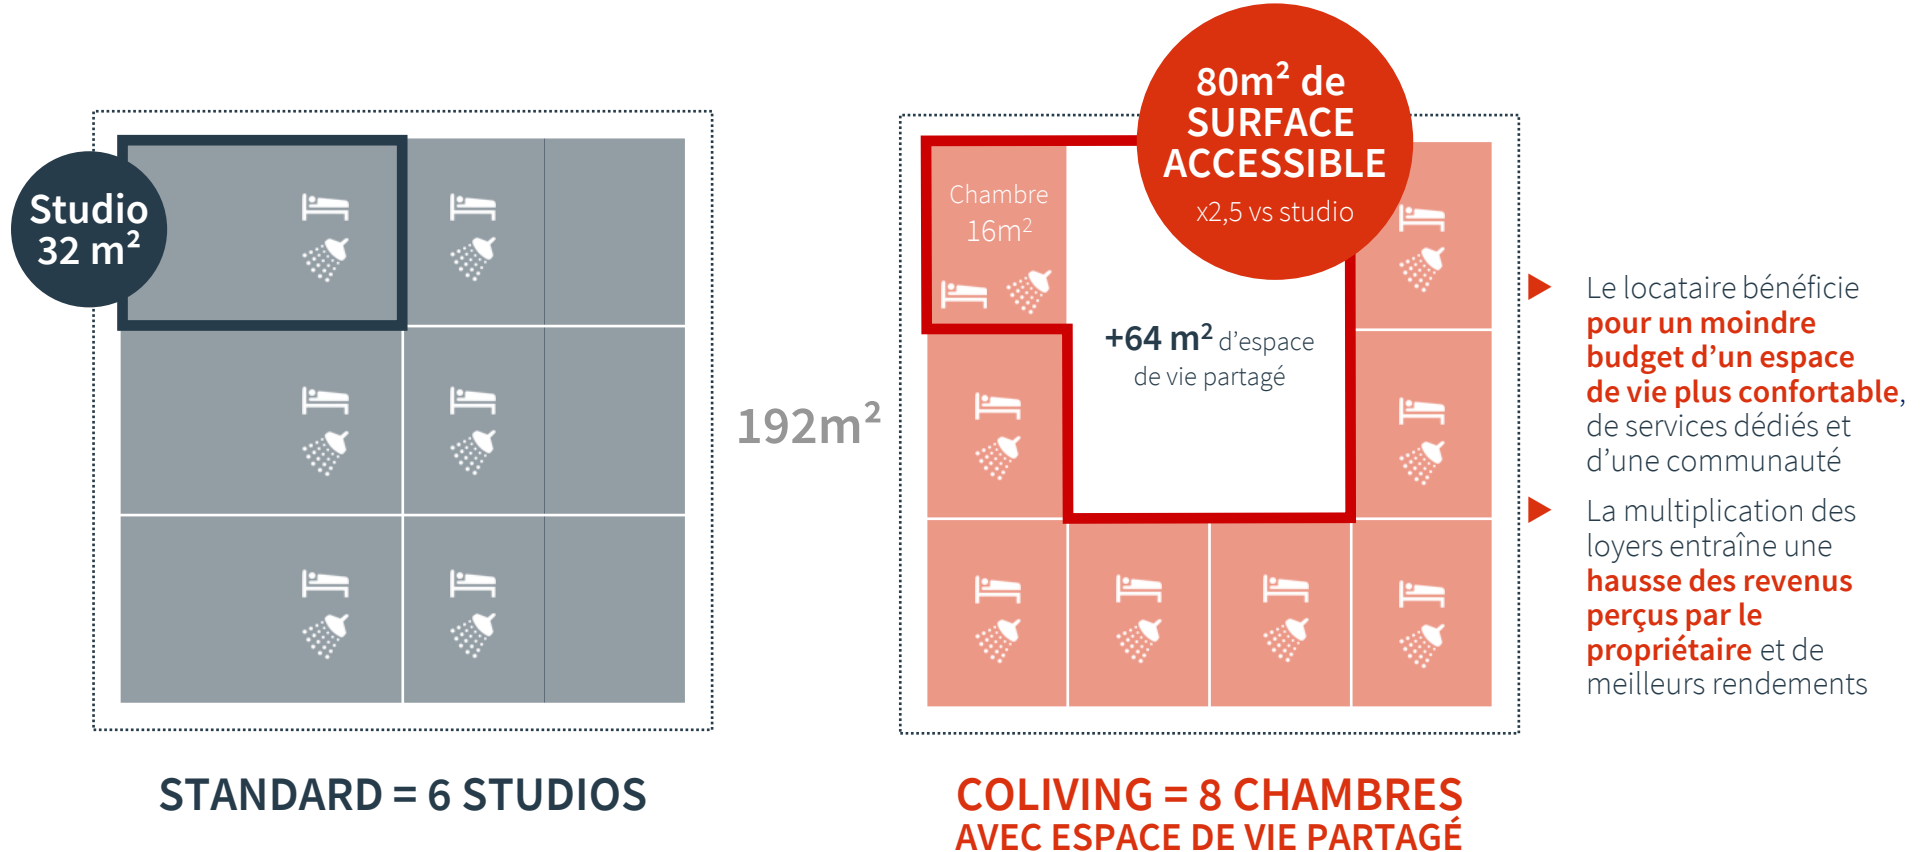 Studio
32 m²
STANDARD = 6 STUDIOS
192m²
80m² de
SURFACE
ACCESSIBLE
x2,5 vs studio
Chambre
16m²
+64 m² d’espace
de vie partagé
COLIVING = 8 CHAMBRES
AVEC ESPACE DE VIE PARTAGÉ
Le locataire bénéficie
pour un moindre
budget d’un espace
de vie plus confortable,
de services dédiés et
d’une communauté
La multiplication des
loyers entraîne une
hausse des revenus
perçus par le
propriétaire et de
meilleurs rendements